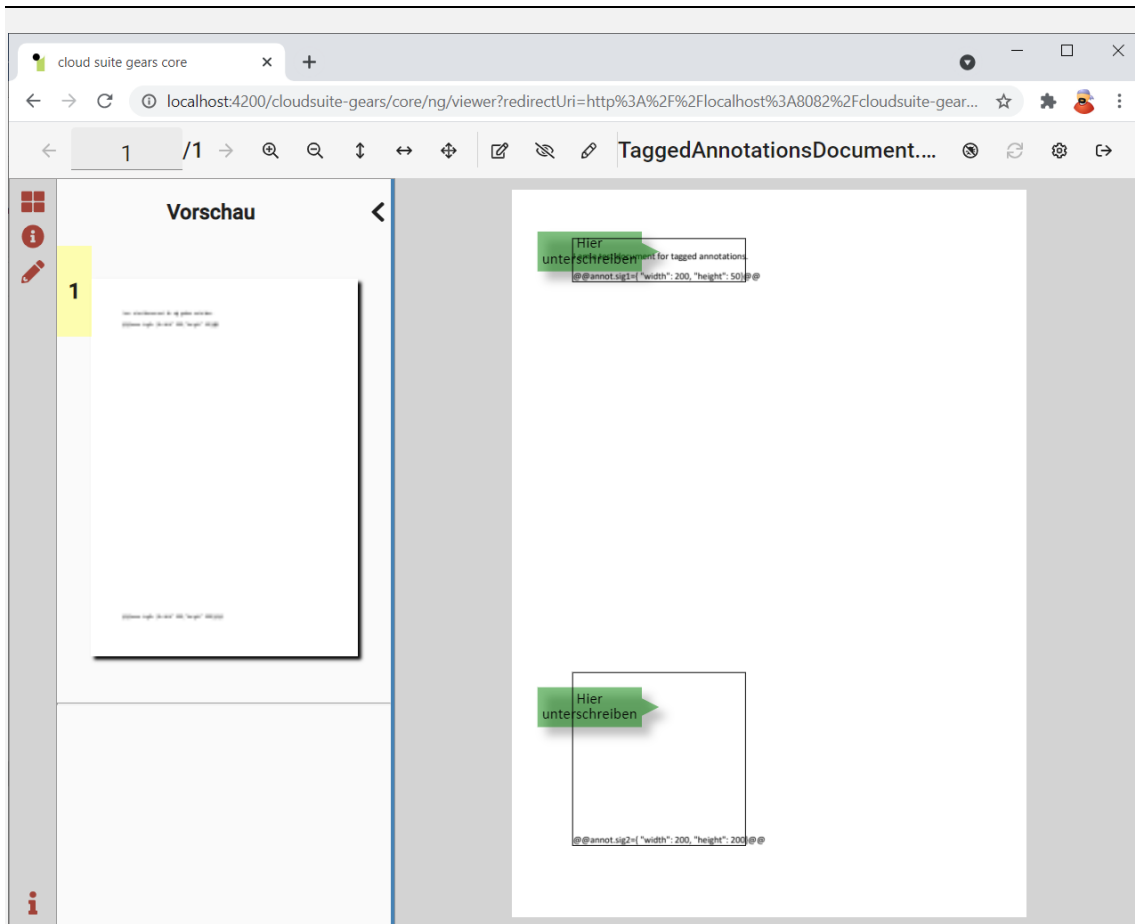 cloud suite gears core
localhost:4200/cloudsuite-gears/core/ng/viewer?redirectUri=http%3A%2F%2Flocalhost%3A8082%2Fcloudsuite-gear...
1 /1 TaggedAnnotationsDocument....
Vorschau
1
Hier
unterschreiben
document for tagged annotations.
@@annot.sig1={ "width": 200, "height": 50}@@
Hier
unterschreiben
@@annot.sig2={ "width": 200, "height": 200}@@